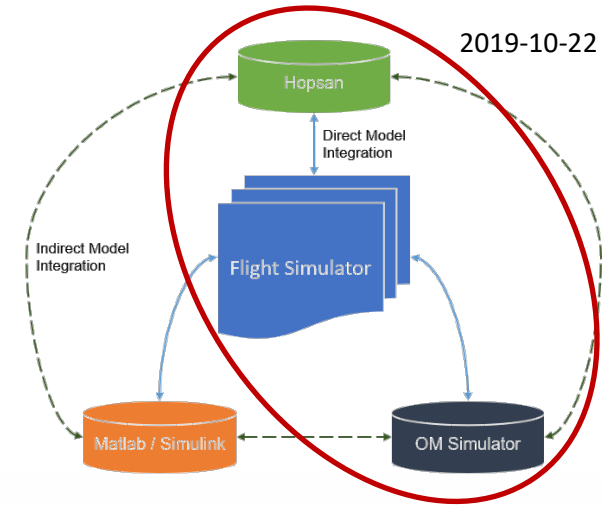 2019-10-22
Hopsan
Direct Model
Integration
Indirect Model
Integration
Flight Simulator
Matlab / Simulink
OM Simulator